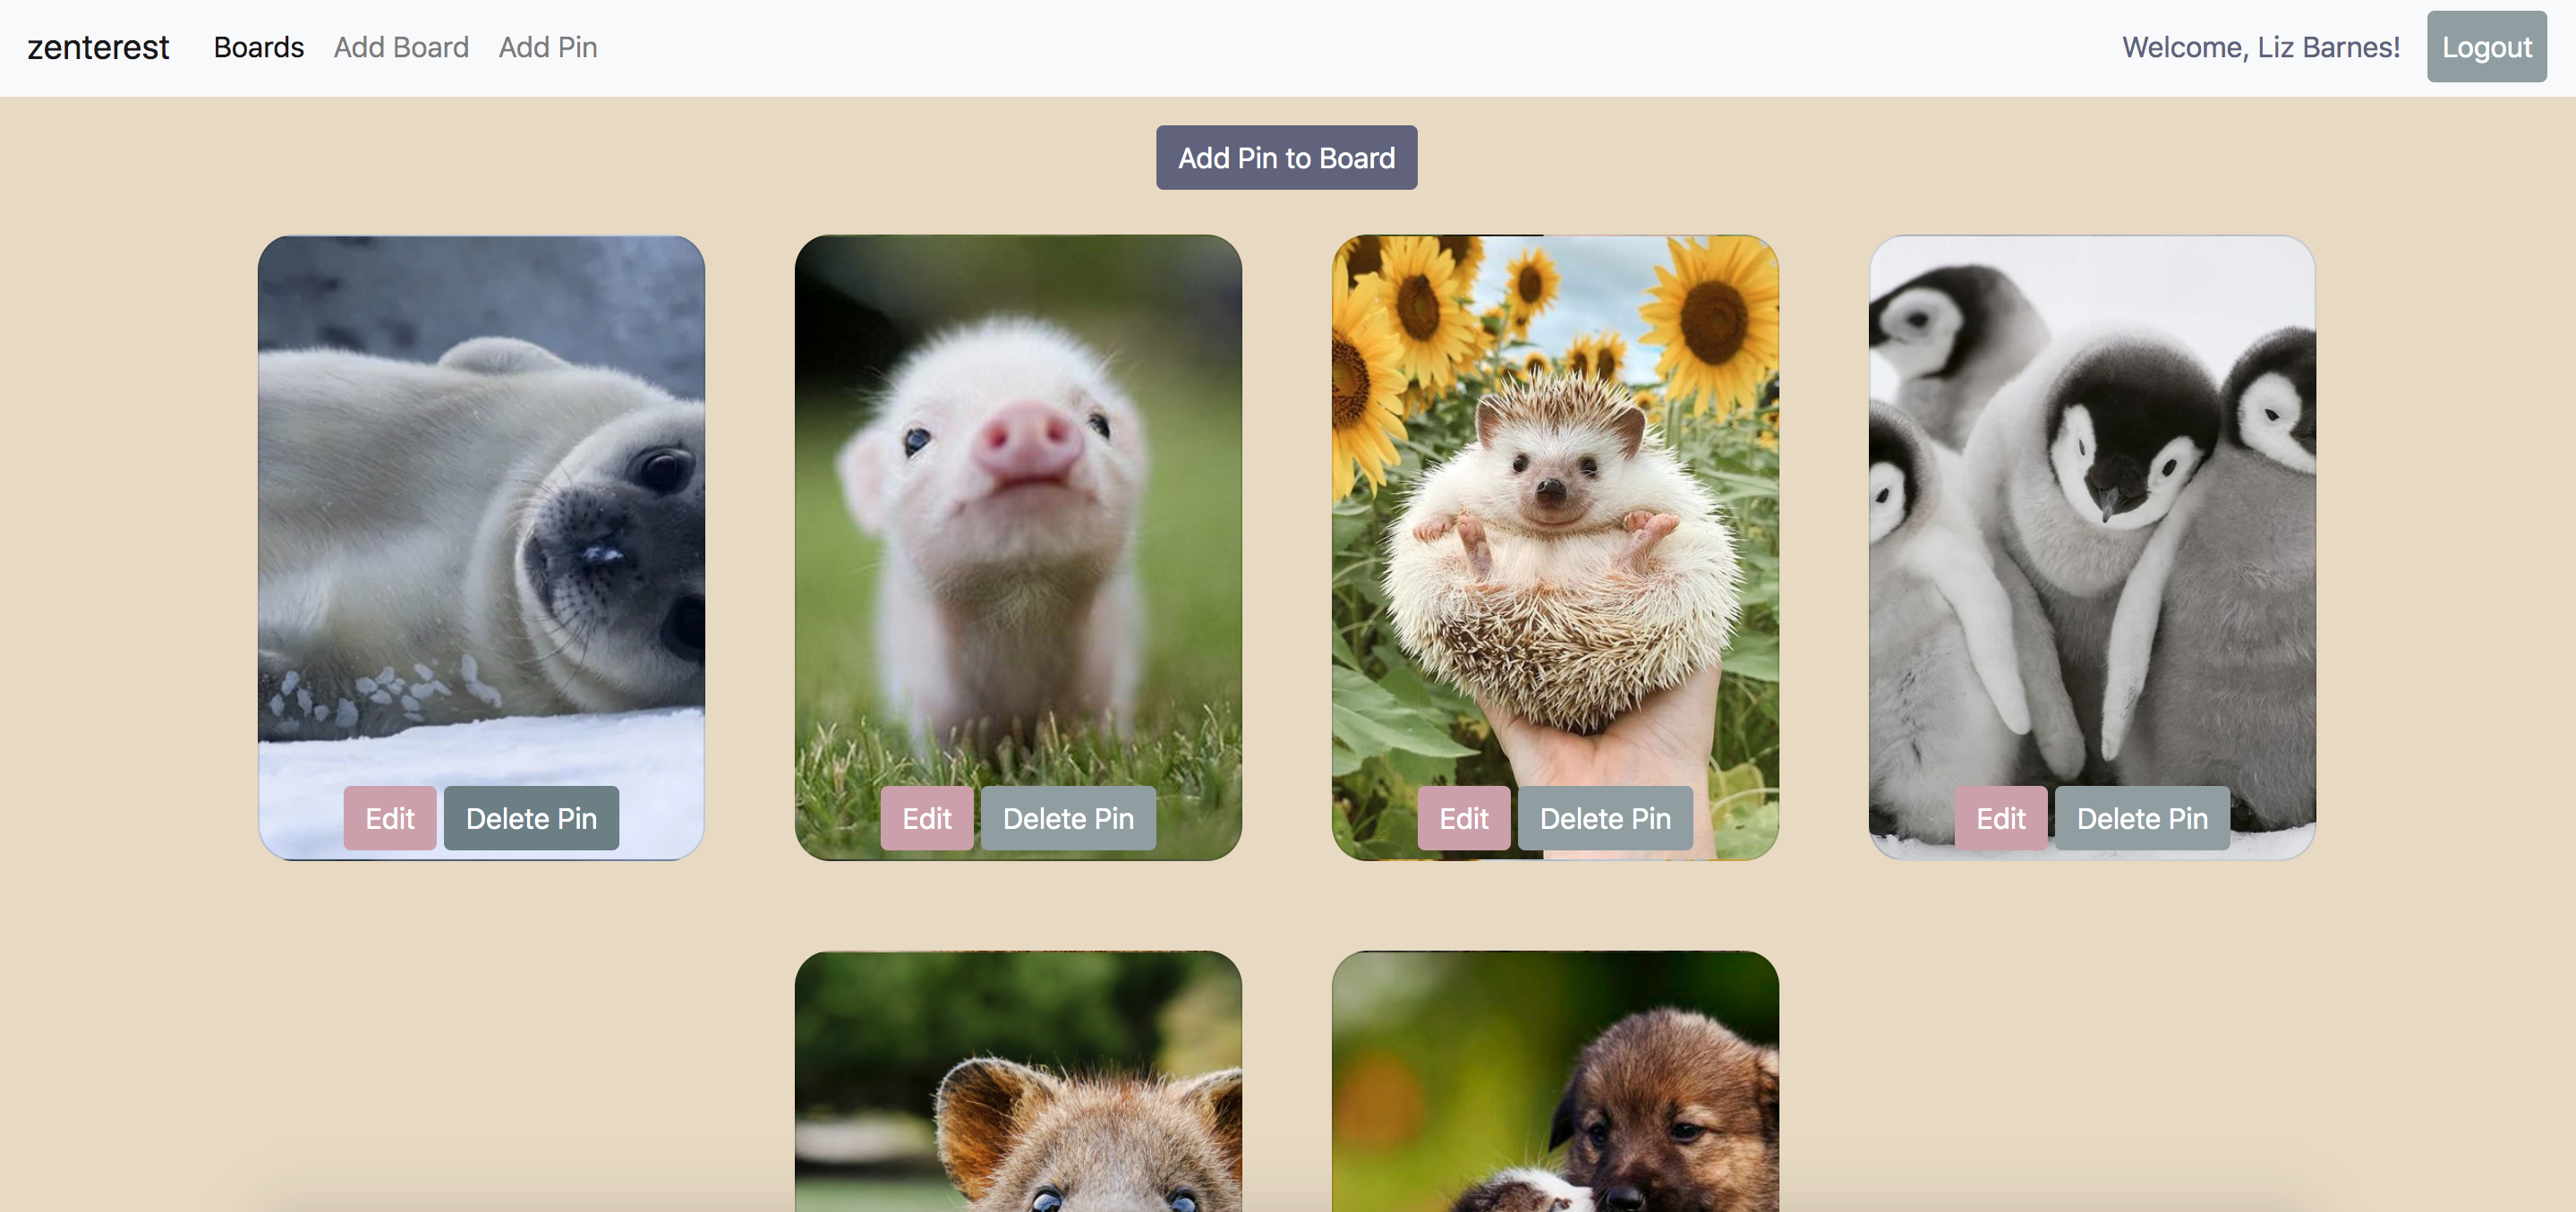 zenterest Boards Add Board Add Pin Welcome, Liz Barnes! Logout
Add Pin to Board
Edit Delete Pin Edit Delete Pin Edit Delete Pin Edit Delete Pin